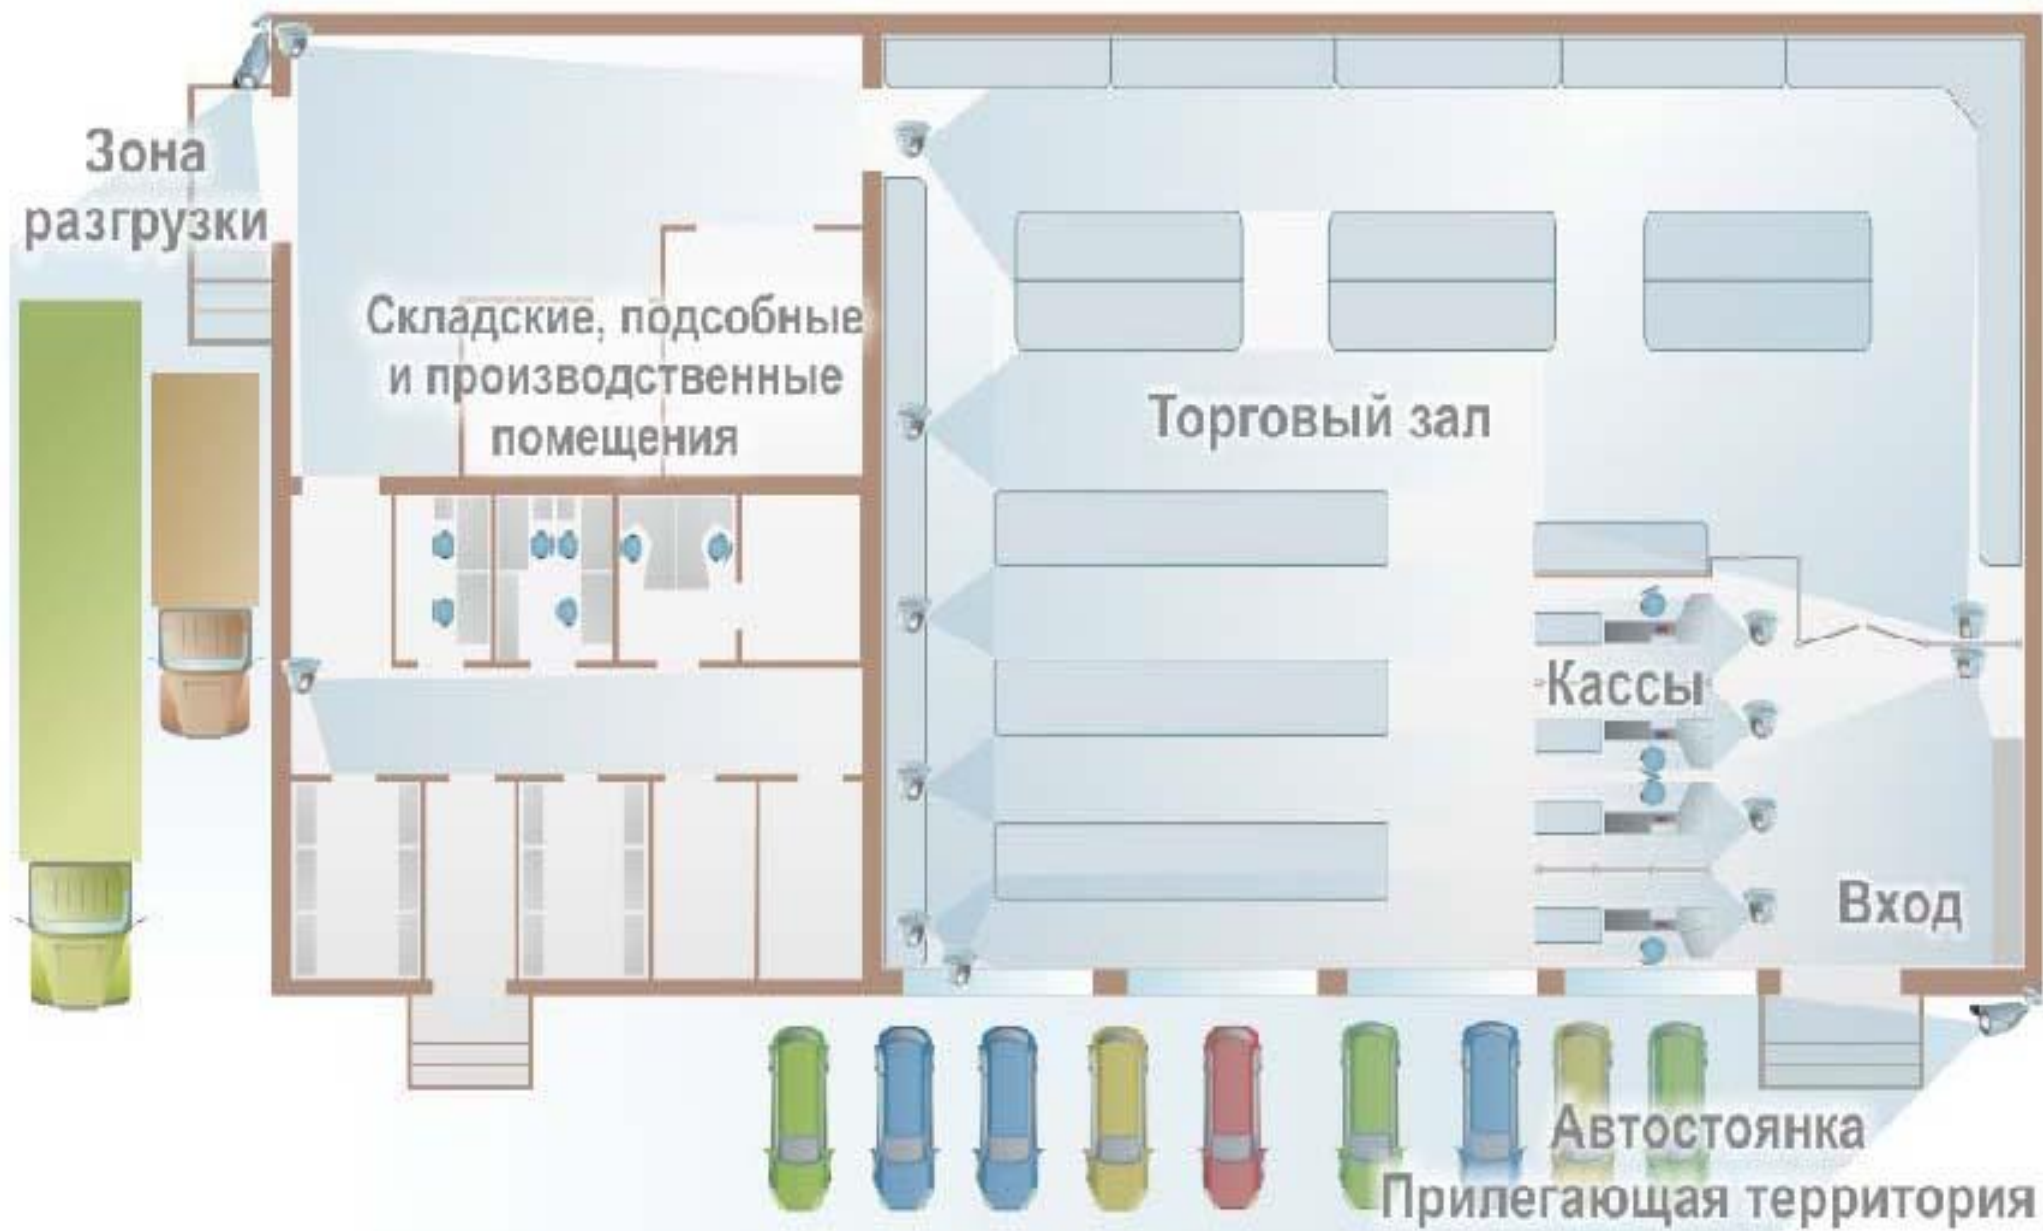 Зона
разгрузки
Складские, подсобные
и производственные
помещения
Торговый зал
Кассы
Вход
Автостоянка
Прилегающая территория